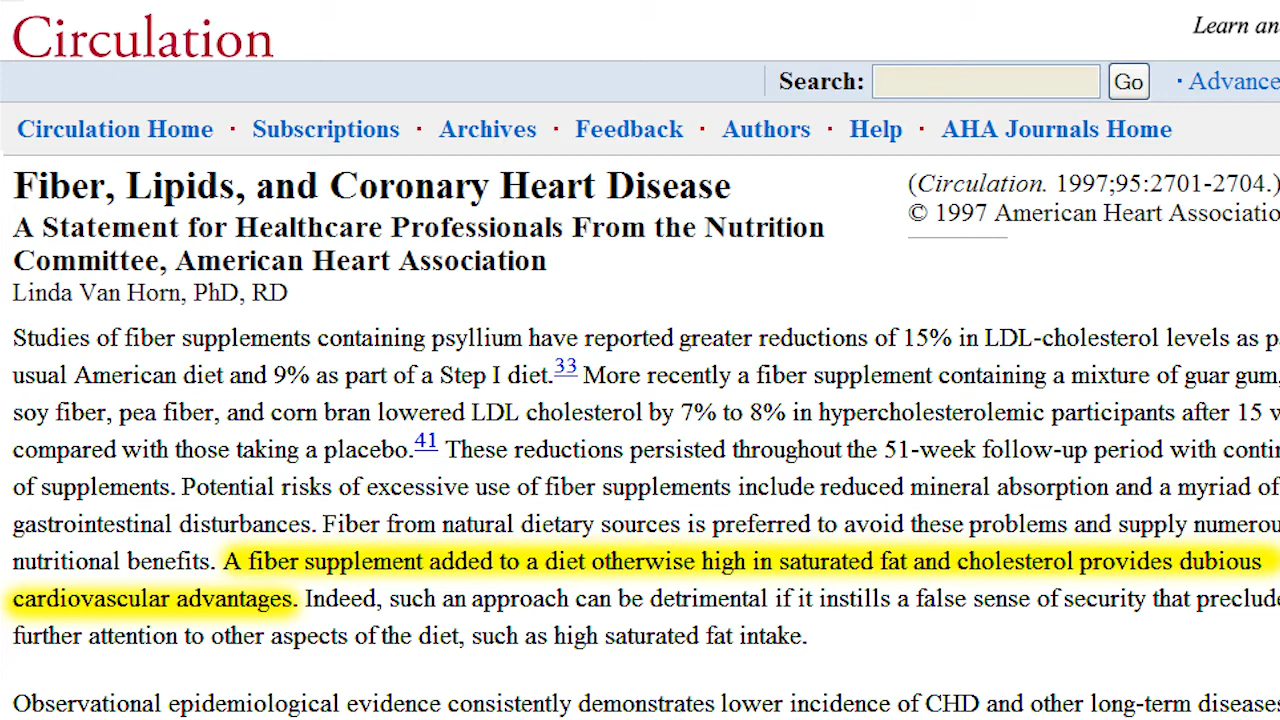 Circulation
Learn an
Search:
Go
· Advance
Circulation Home · Subscriptions · Archives · Feedback · Authors · Help · AHA Journals Home
Fiber, Lipids, and Coronary Heart Disease
(Circulation. 1997;95:2701-2704.)
© 1997 American Heart Associatio
A Statement for Healthcare Professionals From the Nutrition
Committee, American Heart Association
Linda Van Horn, PhD, RD
Studies of fiber supplements containing psyllium have reported greater reductions of 15% in LDL-cholesterol levels as p
usual American diet and 9% as part of a Step I diet.33 More recently a fiber supplement containing a mixture of guar gum,
soy fiber, pea fiber, and corn bran lowered LDL cholesterol by 7% to 8% in hypercholesterolemic participants after 15 w
compared with those taking a placebo.41 These reductions persisted throughout the 51-week follow-up period with contin
of supplements. Potential risks of excessive use of fiber supplements include reduced mineral absorption and a myriad of
gastrointestinal disturbances. Fiber from natural dietary sources is preferred to avoid these problems and supply numerou
nutritional benefits. A fiber supplement added to a diet otherwise high in saturated fat and cholesterol provides dubious
cardiovascular advantages. Indeed, such an approach can be detrimental if it instills a false sense of security that preclude
further attention to other aspects of the diet, such as high saturated fat intake.
Observational epidemiological evidence consistently demonstrates lower incidence of CHD and other long-term diseases